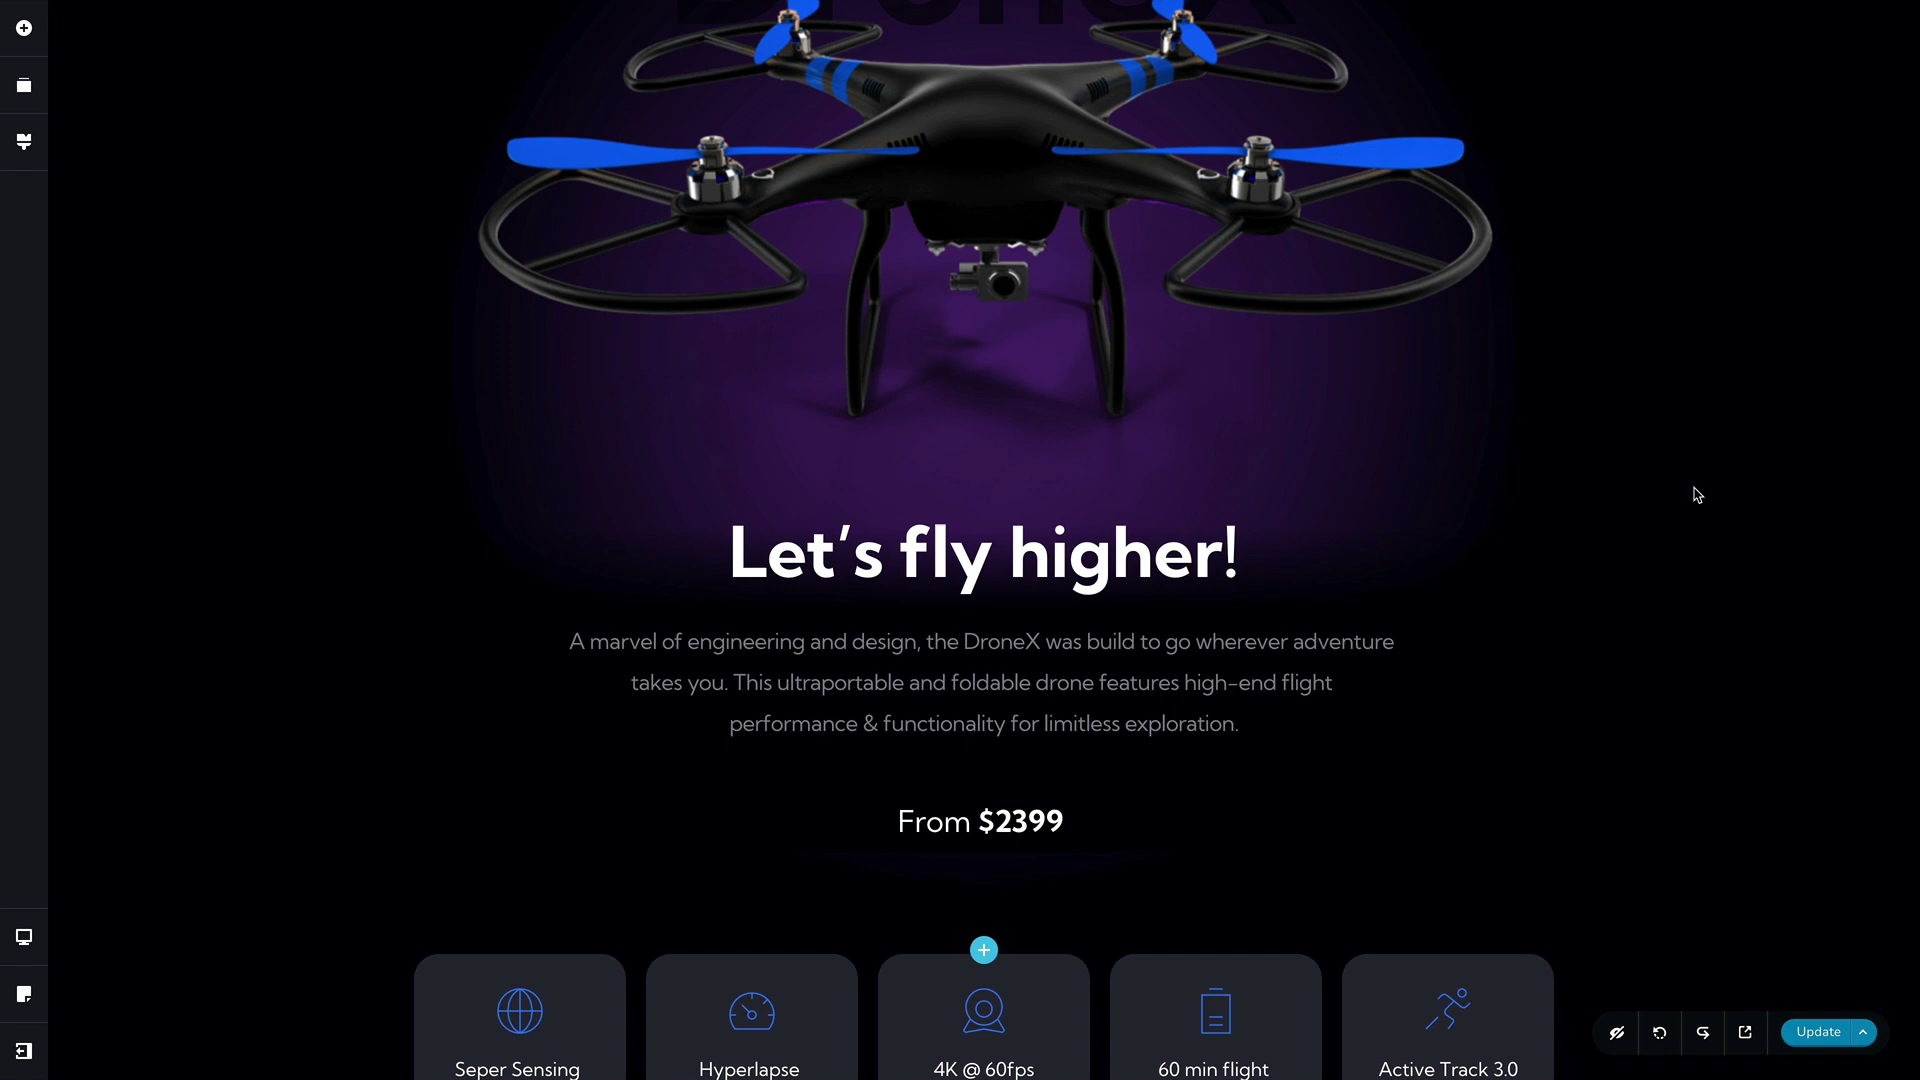 DroneX
Let’s fly higher!
A marvel of engineering and design, the DroneX was build to go wherever adventure
takes you. This ultraportable and foldable drone features high-end flight
performance & functionality for limitless exploration.
From $2399
Seper Sensing
Hyperlapse
4K @ 60fps
60 min flight
Active Track 3.0
Update